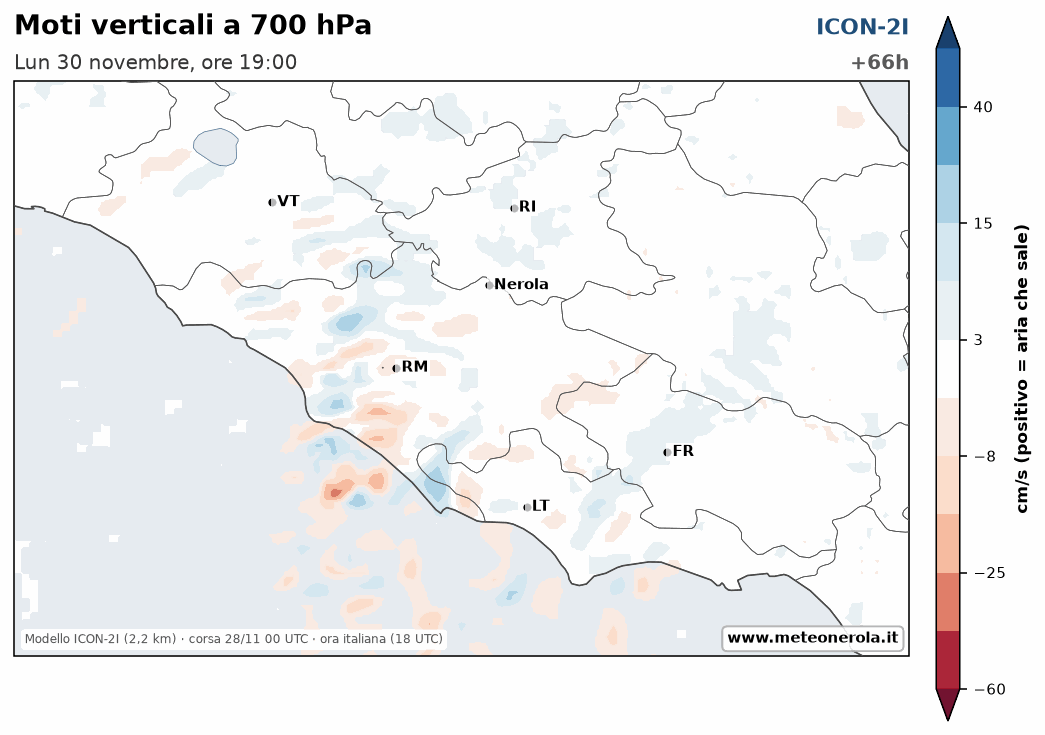 Moti verticali a 700 hPa
ICON-2I
Lun 30 novembre, ore 19:00
+66h
40
15
3
−8
−25
−60
cm/s (positivo = aria che sale)
VT
RI
Nerola
RM
FR
LT
Modello ICON-2I (2,2 km) · corsa 28/11 00 UTC · ora italiana (18 UTC)
www.meteonerola.it